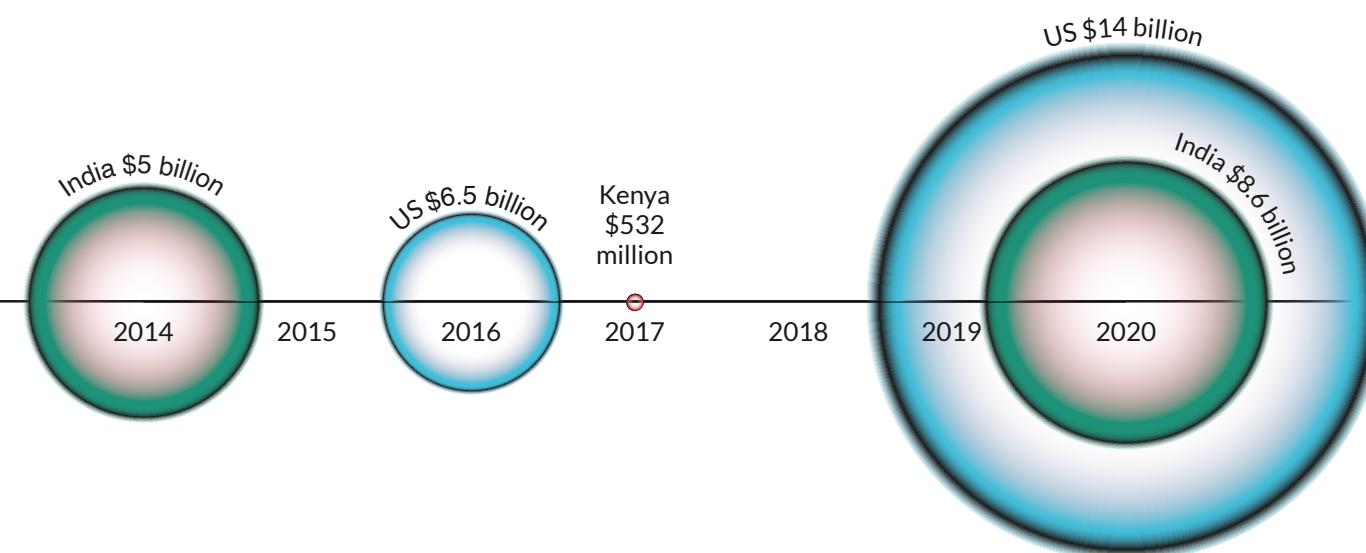 US $14 billion
India $8.6 billion
India $5 billion
US $6.5 billion
Kenya
$532
million
2014
2015
2016
2017
2018
2019
2020